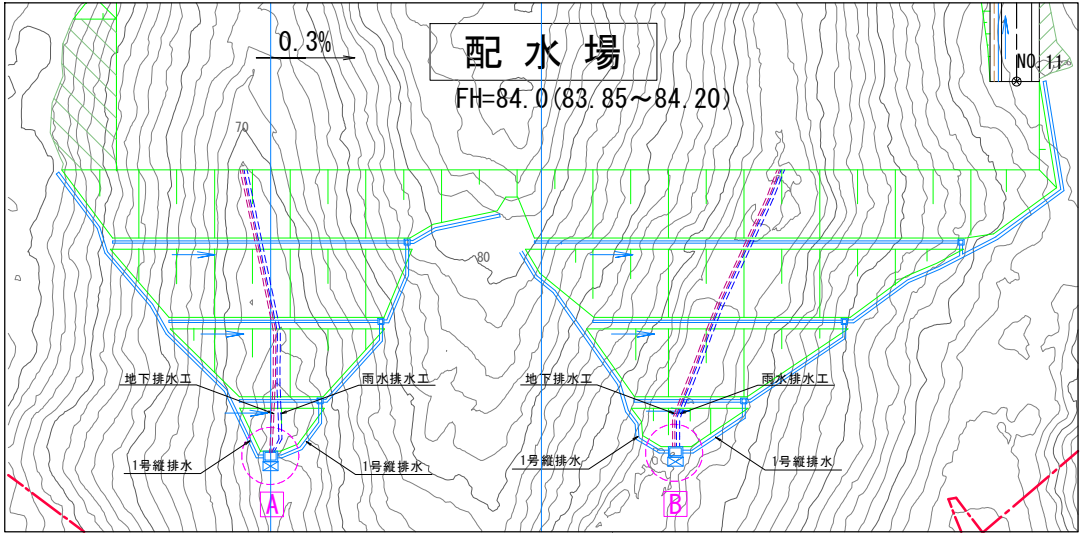 0.3%
配水場
NO.11
FH=84.0(83.85～84.20)
70
80
地下排水工
雨水排水工
地下排水工
雨水排水工
1号縦排水
1号縦排水
1号縦排水
1号縦排水
A
B